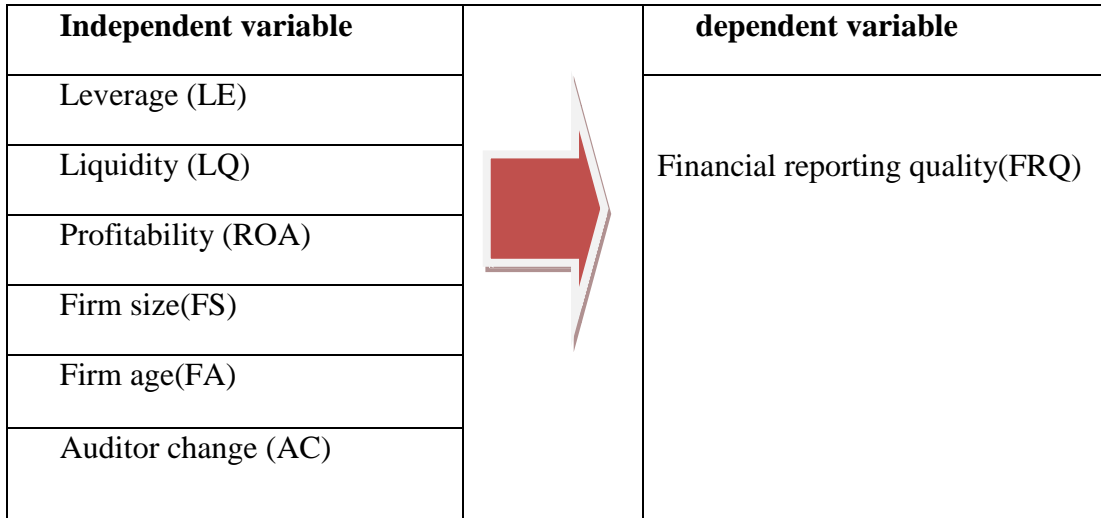 Independent variable
dependent variable
Leverage (LE)
Liquidity (LQ)
Financial reporting quality(FRQ)
Profitability (ROA)
Firm size(FS)
Firm age(FA)
Auditor change (AC)